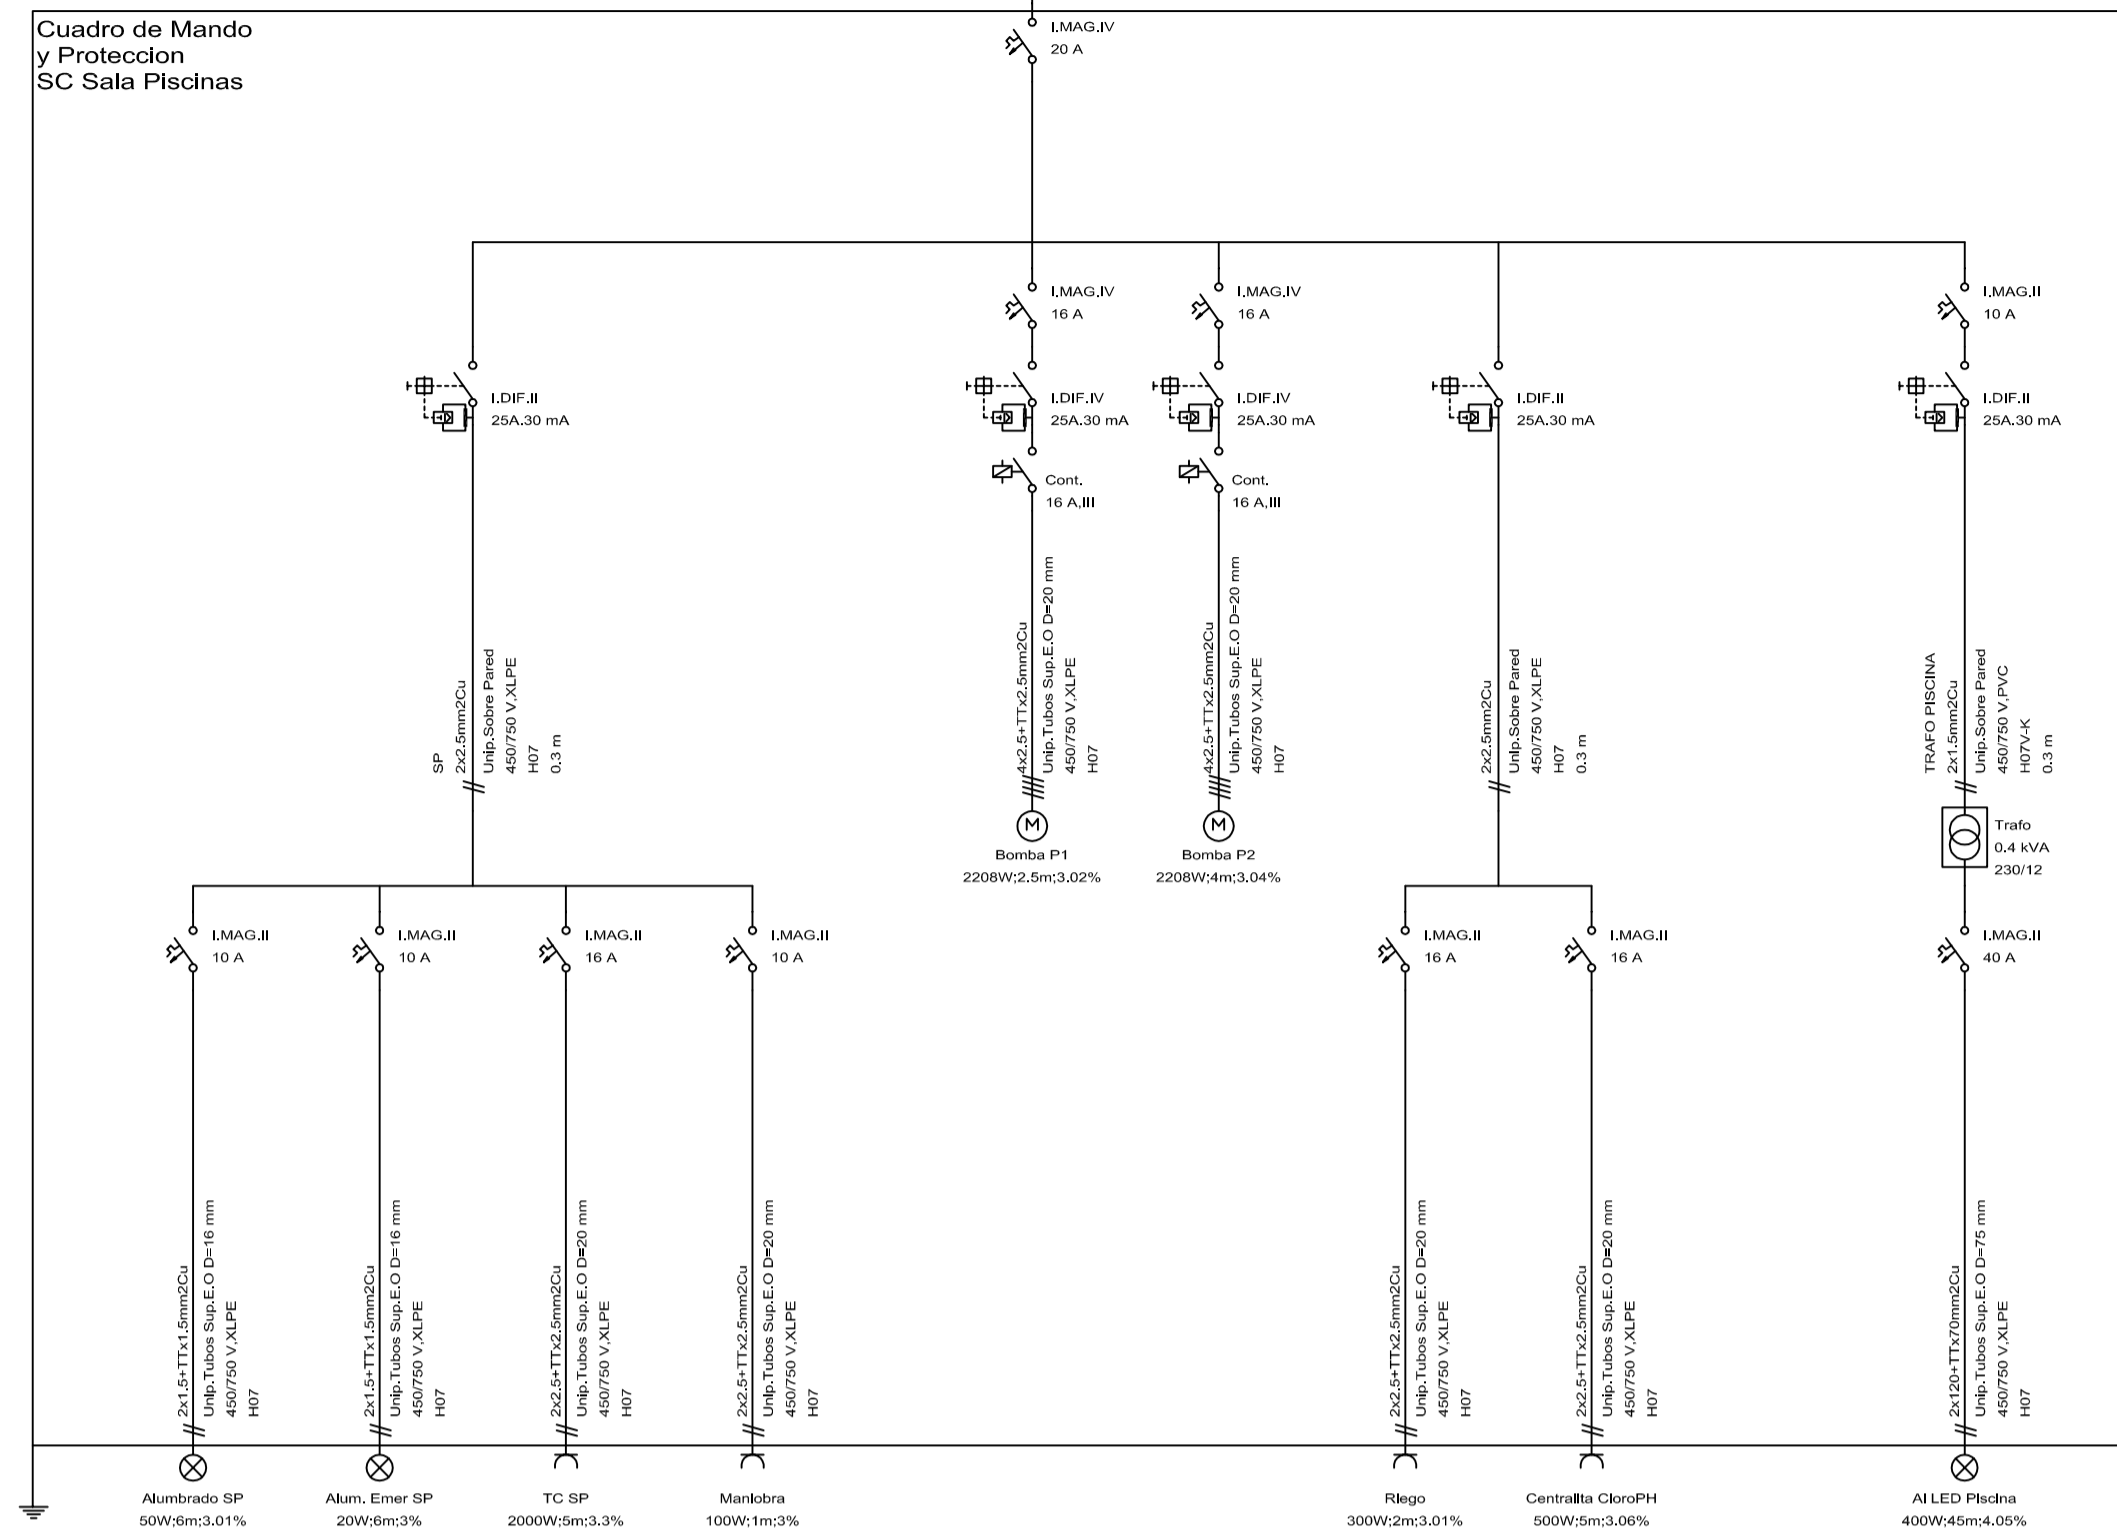 Cuadro de Mando
y Proteccion
SC Sala Piscinas
I.MAG.IV
20 A
I.MAG.IV
16 A
I.MAG.IV
16 A
I.MAG.II
10 A
I.DIF.II
25A.30 mA
I.DIF.IV
25A.30 mA
I.DIF.IV
25A.30 mA
I.DIF.II
25A.30 mA
I.DIF.II
25A.30 mA
Cont.
16 A,III
Cont.
16 A,III
SP
2x2.5mm2Cu
Unip.Sobre Pared
450/750 V,XLPE
H07
0.3 m
4x2.5+TTx2.5mm2Cu
Unip.Tubos Sup.E.O D=20 mm
450/750 V,XLPE
H07
4x2.5+TTx2.5mm2Cu
Unip.Tubos Sup.E.O D=20 mm
450/750 V,XLPE
H07
2x2.5mm2Cu
Unip.Sobre Pared
450/750 V,XLPE
H07
0.3 m
TRAFO PISCINA
2x1.5mm2Cu
Unip.Sobre Pared
450/750 V,PVC
H07V-K
0.3 m
M
Bomba P1
2208W;2.5m;3.02%
M
Bomba P2
2208W;4m;3.04%
Trafo
0.4 kVA
230/12
I.MAG.II
10 A
I.MAG.II
10 A
I.MAG.II
16 A
I.MAG.II
10 A
I.MAG.II
16 A
I.MAG.II
16 A
I.MAG.II
40 A
2x1.5+TTx1.5mm2Cu
Unip.Tubos Sup.E.O D=16 mm
450/750 V,XLPE
H07
2x1.5+TTx1.5mm2Cu
Unip.Tubos Sup.E.O D=16 mm
450/750 V,XLPE
H07
2x2.5+TTx2.5mm2Cu
Unip.Tubos Sup.E.O D=20 mm
450/750 V,XLPE
H07
2x2.5+TTx2.5mm2Cu
Unip.Tubos Sup.E.O D=20 mm
450/750 V,XLPE
H07
2x2.5+TTx2.5mm2Cu
Unip.Tubos Sup.E.O D=20 mm
450/750 V,XLPE
H07
2x2.5+TTx2.5mm2Cu
Unip.Tubos Sup.E.O D=20 mm
450/750 V,XLPE
H07
2x120+TTx70mm2Cu
Unip.Tubos Sup.E.O D=75 mm
450/750 V,XLPE
H07
Alumbrado SP
50W;6m;3.01%
Alum. Emer SP
20W;6m;3%
TC SP
2000W;5m;3.3%
Maniobra
100W;1m;3%
Riego
300W;2m;3.01%
Centralita CloroPH
500W;5m;3.06%
Al LED Piscina
400W;45m;4.05%